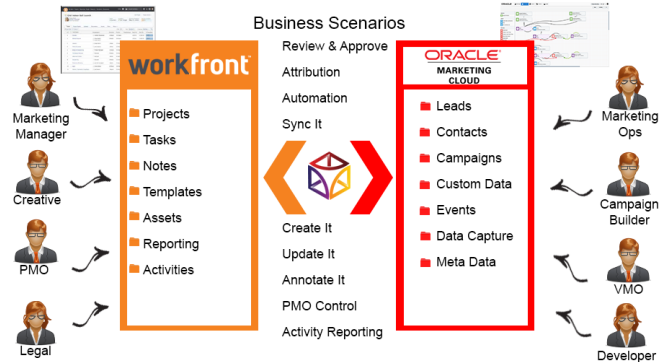 Business Scenarios
Review & Approve
Attribution
Automation
Sync It
Create It
Update It
Annotate It
PMO Control
Activity Reporting
workfront
Projects
Tasks
Notes
Templates
Assets
Reporting
Activities
ORACLE
MARKETING
CLOUD
Leads
Contacts
Campaigns
Custom Data
Events
Data Capture
Meta Data
Marketing
Manager
Creative
PMO
Legal
Marketing
Ops
Campaign
Builder
VMO
Developer